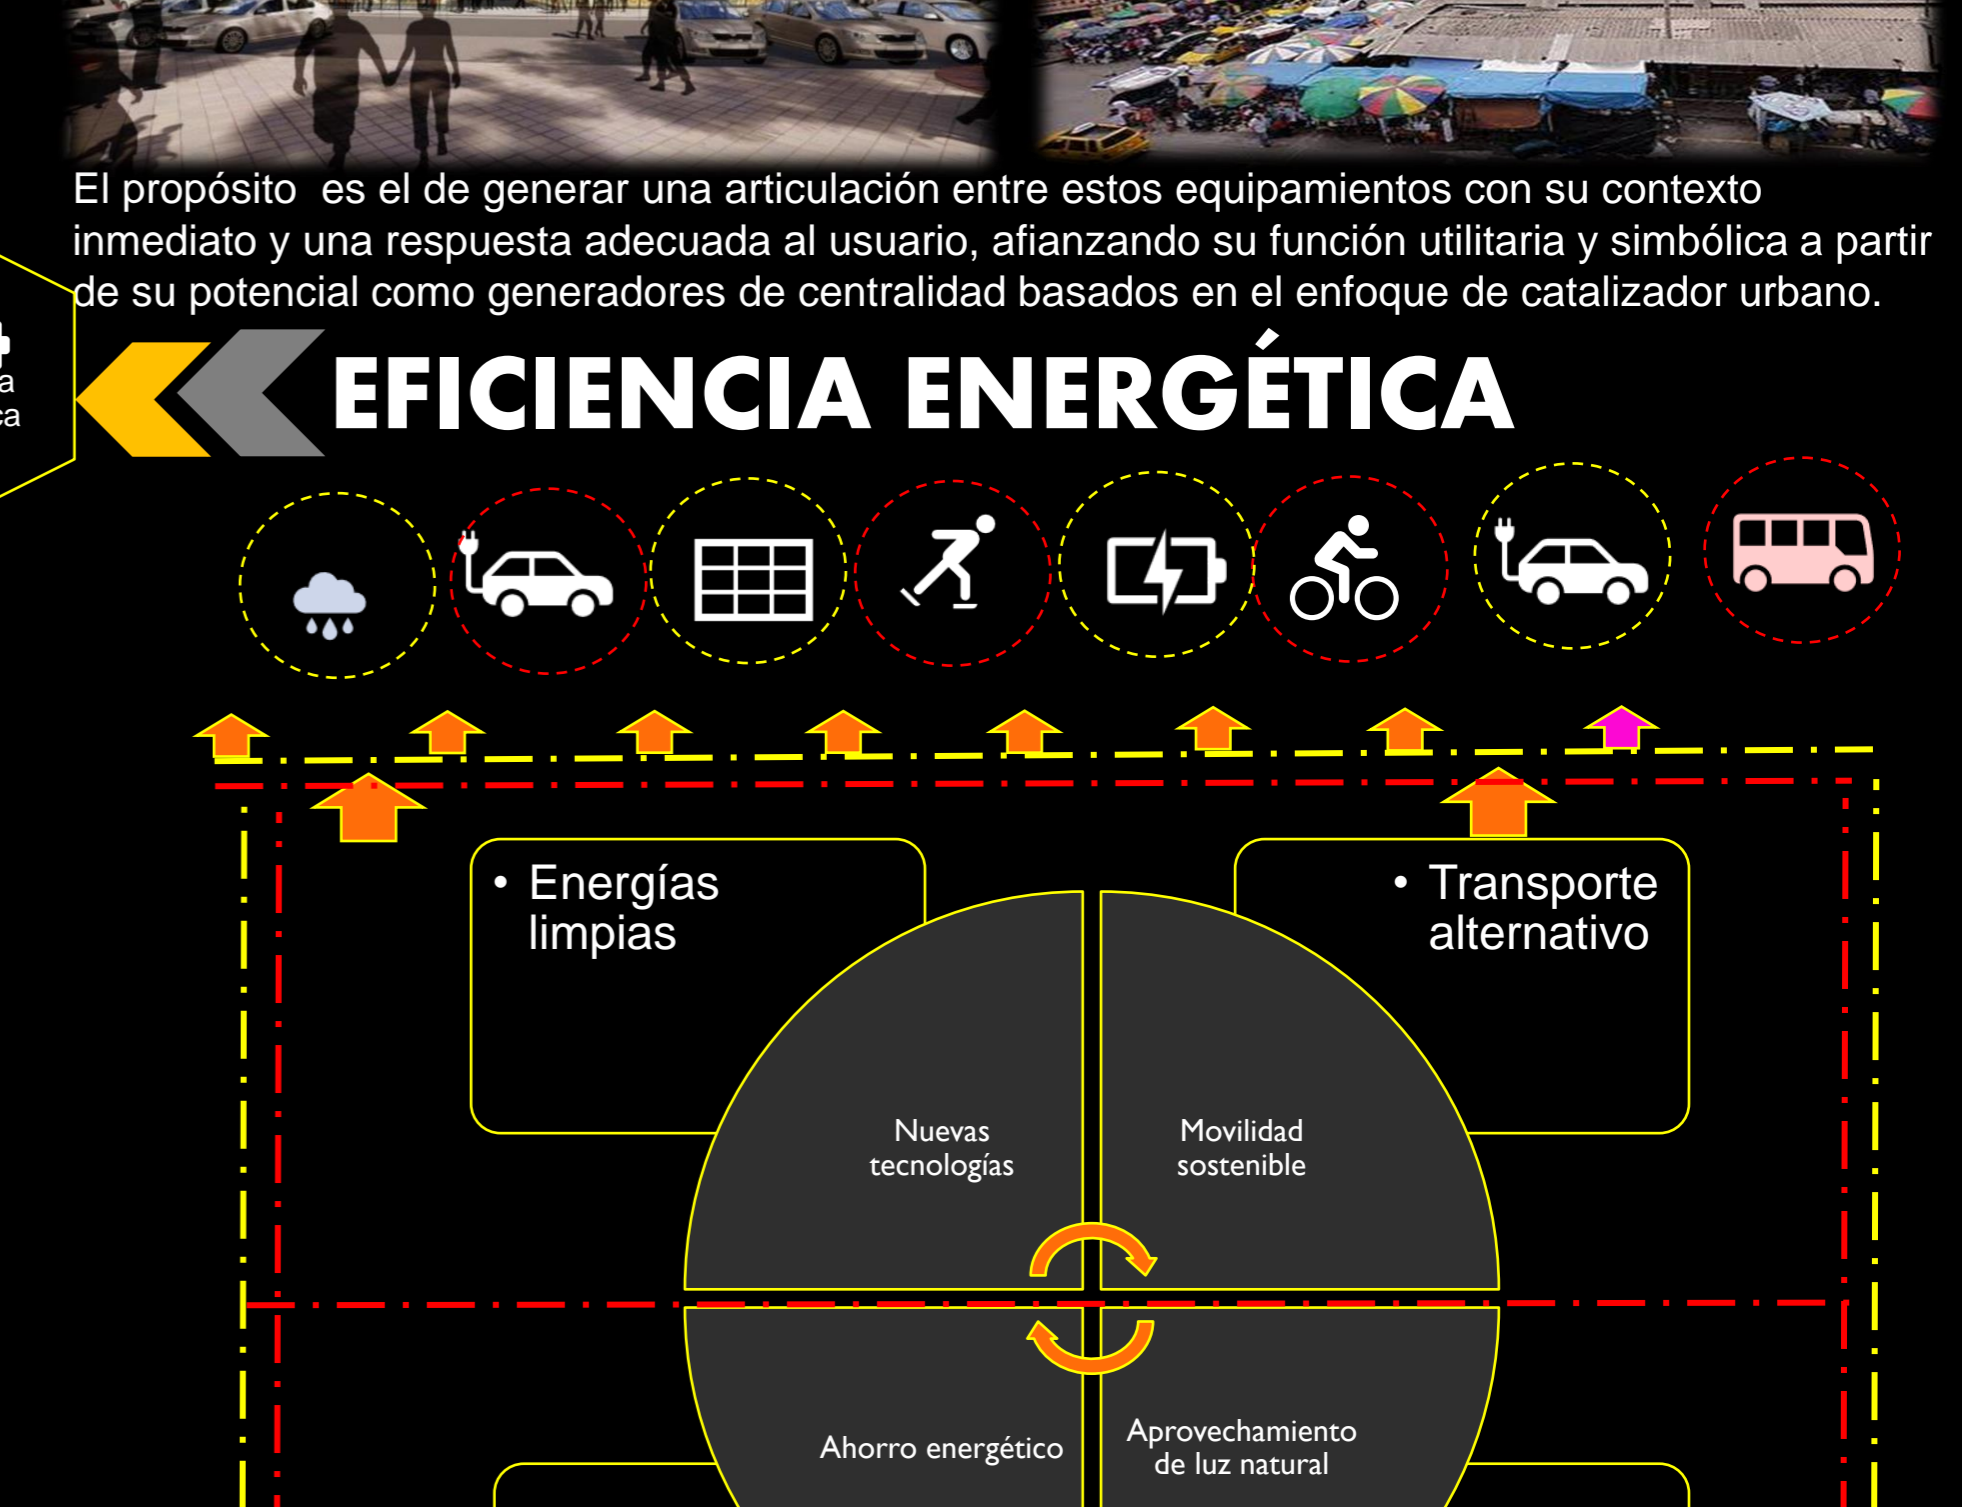 El propósito  es el de generar una articulación entre estos equipamientos con su contexto
inmediato y una respuesta adecuada al usuario, afianzando su función utilitaria y simbólica a partir
de su potencial como generadores de centralidad basados en el enfoque de catalizador urbano.
EFICIENCIA ENERGÉTICA
• Energías
limpias
• Transporte
alternativo
Nuevas
tecnologías
Movilidad
sostenible
Ahorro energético
Aprovechamiento
de luz natural